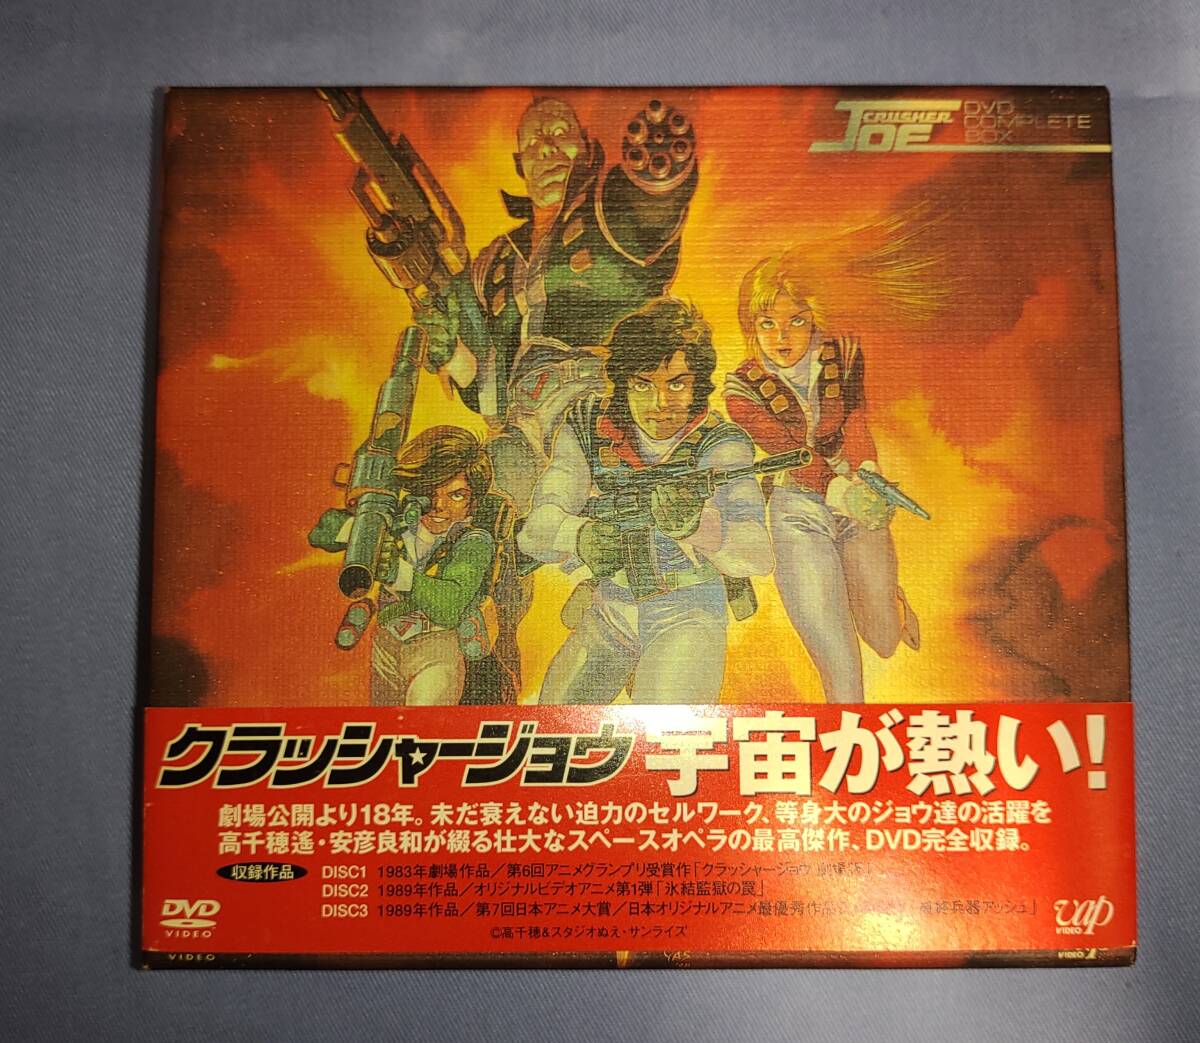 CRUSHER
JOE
DVD
COMPLETE
BOX
クラッシャージョウ 宇宙が熱い!
劇場公開より18年。未だ衰えない迫力のセルワーク、等身大のジョウ達の活躍を
高千穂遙・安彦良和が綴る壮大なスペースオペラの最高傑作、DVD完全収録。
収録作品
DISC1 1983年劇場作品/第6回アニメグランプリ受賞作「クラッシャージョウ 劇場版」
DISC2 1989年作品/オリジナルビデオアニメ第1弾「氷結監獄の罠」
DISC3 1989年作品/第7回日本アニメ大賞/日本オリジナルアニメ最優秀作品 最終兵器アッシュ」
©高千穂&スタジオぬえ・サンライズ
DVD
VIDEO
vap
VIDEO
VIDEO
YAS
VIDEO